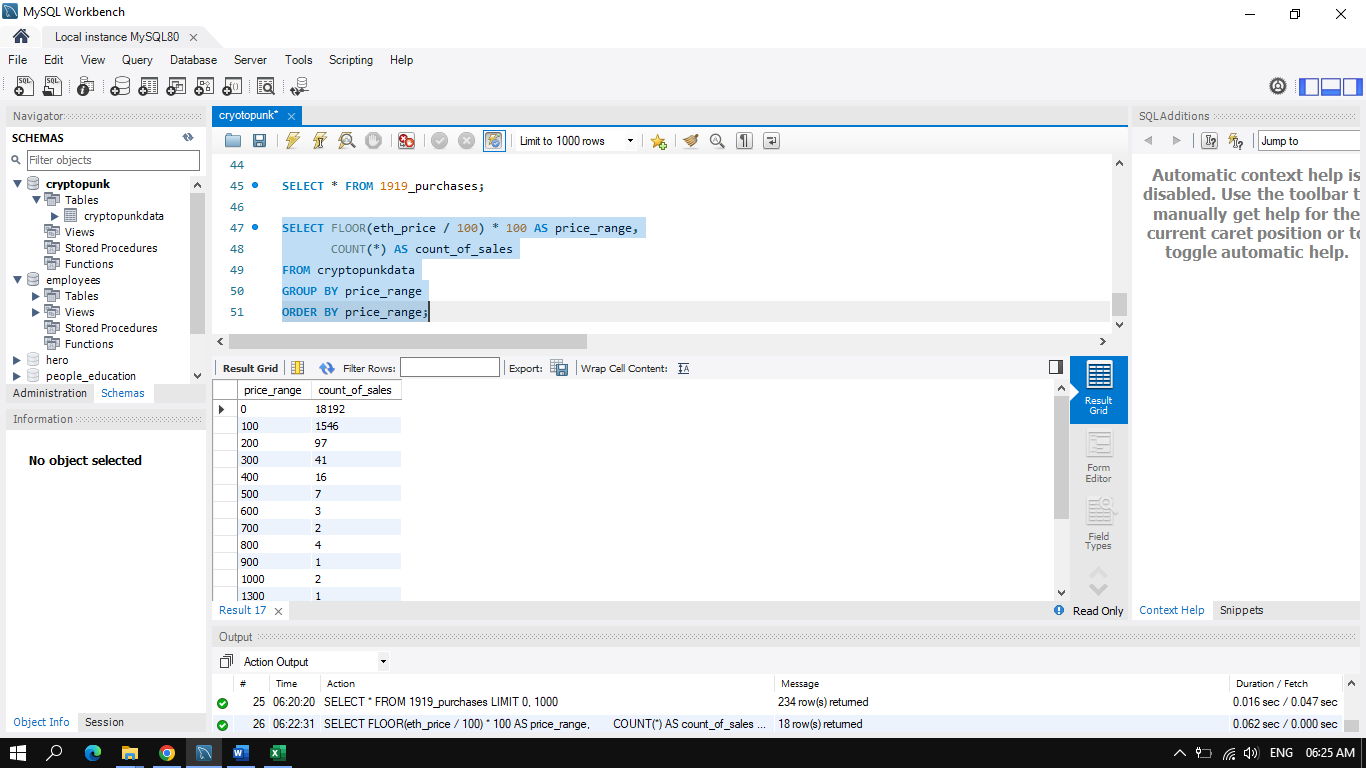 MySQL Workbench
Local instance MySQL80
File Edit View Query Database Server Tools Scripting Help
Navigator
SCHEMAS
Filter objects
cryptopunk
Tables
cryptopunkdata
Views
Stored Procedures
Functions
employees
Tables
Views
Stored Procedures
Functions
hero
people_education
Administration Schemas
Information
No object selected
Object Info Session
cryotopunk*
Limit to 1000 rows
44
45 SELECT * FROM 1919_purchases;
46
47 SELECT FLOOR(eth_price / 100) * 100 AS price_range,
48 COUNT(*) AS count_of_sales
49 FROM cryptopunkdata
50 GROUP BY price_range
51 ORDER BY price_range;
Result Grid Filter Rows: Export: Wrap Cell Content:
price_range count_of_sales
0 18192
100 1546
200 97
300 41
400 16
500 7
600 3
700 2
800 4
900 1
1000 2
1300 1
Result Grid
Form Editor
Field Types
Result 17
Read Only
SQLAdditions
Jump to
Automatic context help is
disabled. Use the toolbar t
manually get help for the
current caret position or to
toggle automatic help.
Context Help Snippets
Output
Action Output
# Time Action Message Duration / Fetch
25 06:20:20 SELECT * FROM 1919_purchases LIMIT 0, 1000 234 row(s) returned 0.016 sec / 0.047 sec
26 06:22:31 SELECT FLOOR(eth_price / 100) * 100 AS price_range, COUNT(*) AS count_of_sales ... 18 row(s) returned 0.062 sec / 0.000 sec
ENG 06:25 AM